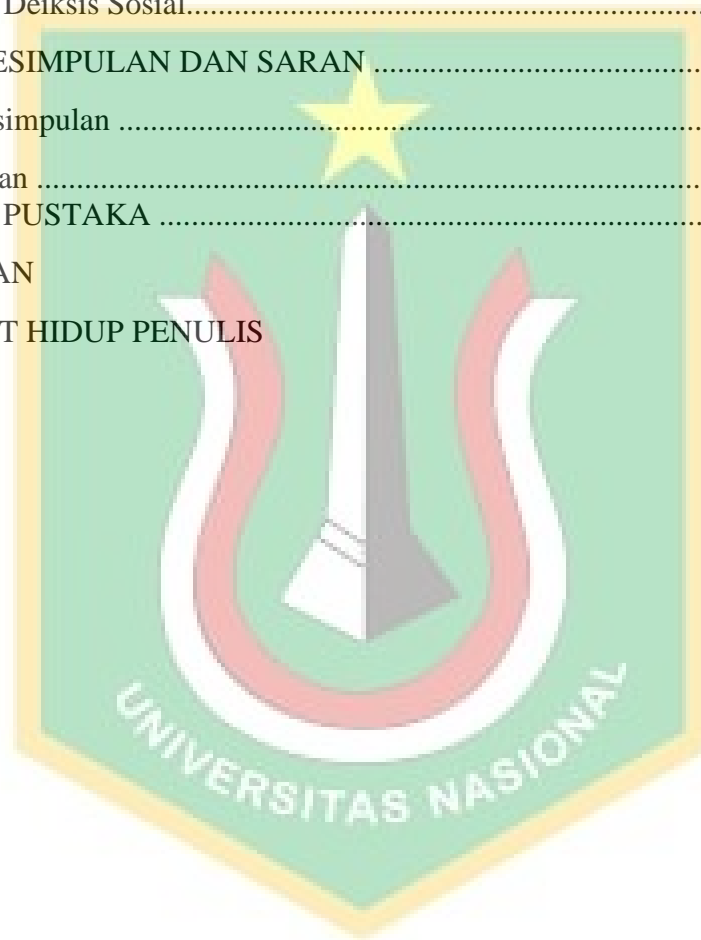 Deiksis Sosial....................................................................
ESIMPULAN DAN SARAN ..........................................
simpulan ...........................................................................
an .......................................................................................
PUSTAKA .......................................................................
AN
T HIDUP PENULIS
UNIVERSITAS NASIONAL